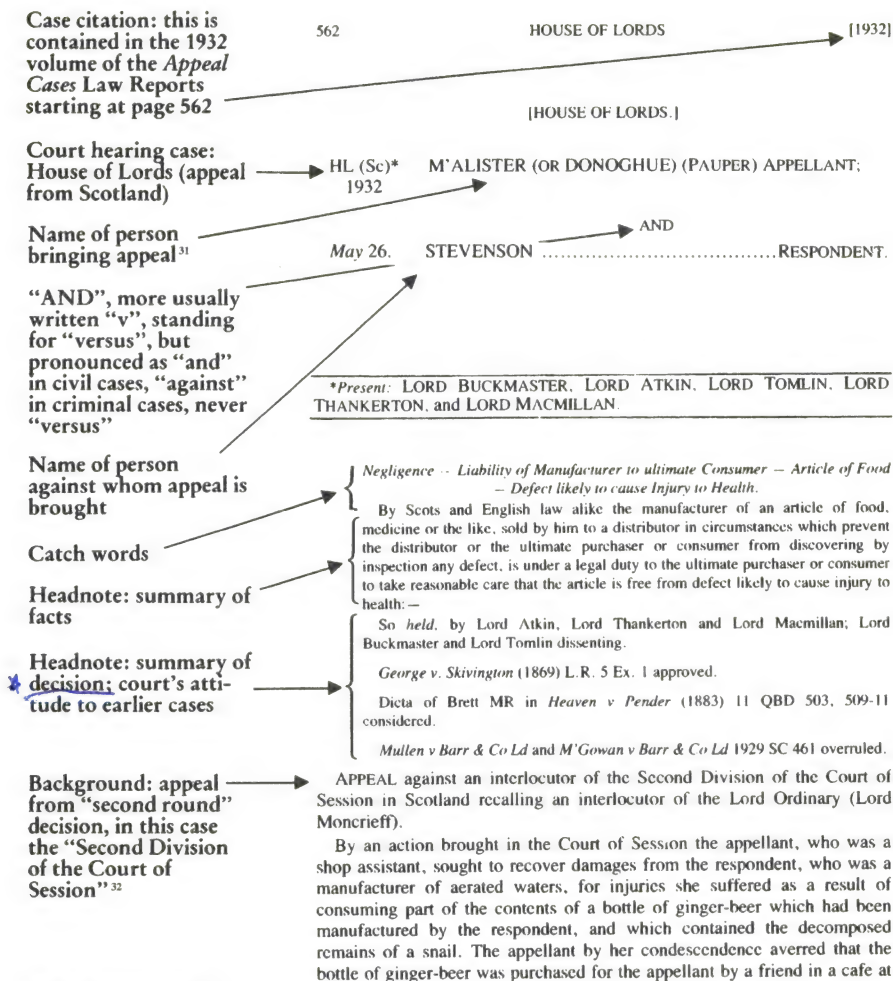 Case citation: this is
contained in the 1932
volume of the Appeal
Cases Law Reports
starting at page 562
562 HOUSE OF LORDS [1932]
[HOUSE OF LORDS.]
Court hearing case:
House of Lords (appeal
from Scotland)
HL (Sc)* M'ALISTER (OR DONOGHUE) (PAUPER) APPELLANT;
1932
Name of person
bringing appeal31
AND
May 26. STEVENSON ....................................RESPONDENT.
"AND", more usually
written "v", standing
for "versus", but
pronounced as "and"
in civil cases, "against"
in criminal cases, never
"versus"
*Present: LORD BUCKMASTER, LORD ATKIN, LORD TOMLIN, LORD
THANKERTON, and LORD MACMILLAN.
Name of person
against whom appeal is
brought
Catch words
Negligence – Liability of Manufacturer to ultimate Consumer – Article of Food
– Defect likely to cause Injury to Health.
Headnote: summary of
facts
By Scots and English law alike the manufacturer of an article of food,
medicine or the like, sold by him to a distributor in circumstances which prevent
the distributor or the ultimate purchaser or consumer from discovering by
inspection any defect, is under a legal duty to the ultimate purchaser or consumer
to take reasonable care that the article is free from defect likely to cause injury to
health: –
Headnote: summary of
decision; court's atti-
tude to earlier cases
So held, by Lord Atkin, Lord Thankerton and Lord Macmillan; Lord
Buckmaster and Lord Tomlin dissenting.
George v. Skivington (1869) L.R. 5 Ex. 1 approved.
Dicta of Brett MR in Heaven v Pender (1883) 11 QBD 503, 509-11
considered.
Mullen v Barr & Co Ld and M'Gowan v Barr & Co Ld 1929 SC 461 overruled.
Background: appeal
from "second round"
decision, in this case
the "Second Division
of the Court of
Session"32
APPEAL against an interlocutor of the Second Division of the Court of
Session in Scotland recalling an interlocutor of the Lord Ordinary (Lord
Moncrieff).
By an action brought in the Court of Session the appellant, who was a
shop assistant, sought to recover damages from the respondent, who was a
manufacturer of aerated waters, for injuries she suffered as a result of
consuming part of the contents of a bottle of ginger-beer which had been
manufactured by the respondent, and which contained the decomposed
remains of a snail. The appellant by her condescendence averred that the
bottle of ginger-beer was purchased for the appellant by a friend in a cafe at